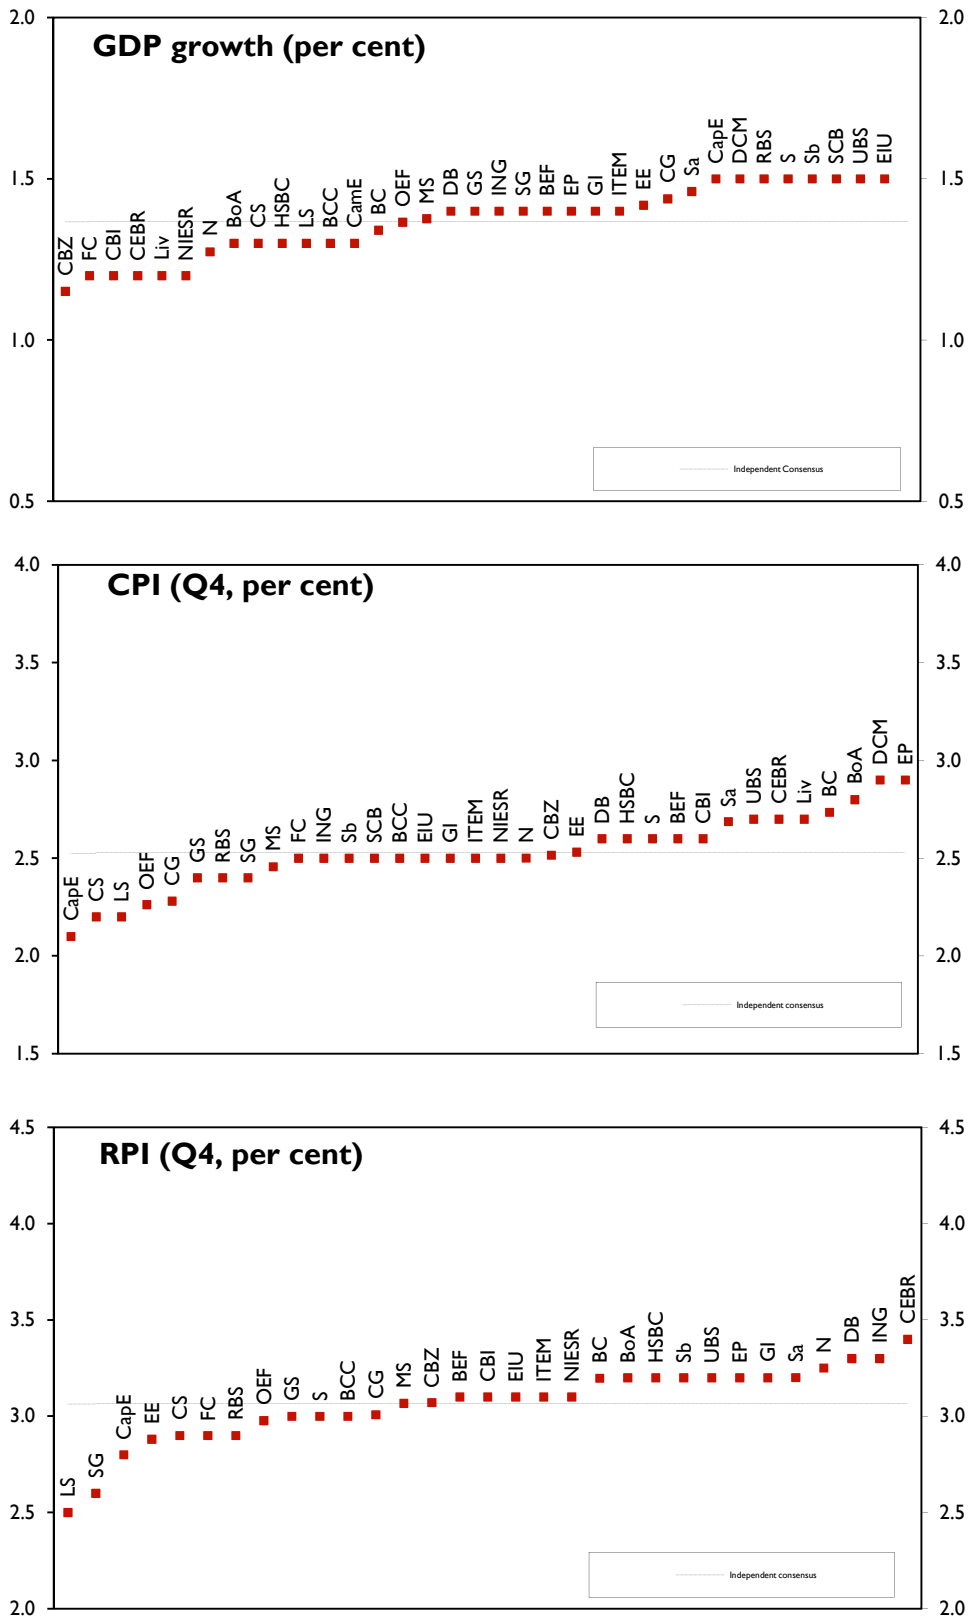 GDP growth (per cent)
2.0 2.0
1.5 1.5
1.0 1.0
0.5 0.5
CBZ FC CBI CEBR Liv NIESR N BoA CS HSBC LS BCC CamE BC OEF MS DB GS ING SG BEF EP GI ITEM EE CG Sa CapE DCM RBS S Sb SCB UBS EIU
Independent Consensus
CPI (Q4, per cent)
4.0 4.0
3.5 3.5
3.0 3.0
2.5 2.5
2.0 2.0
1.5 1.5
CapE CS LS OEF CG GS RBS SG MS FC ING Sb SCB BCC EIU GI ITEM NIESR N CBZ EE DB HSBC S BEF CBI Sa UBS CEBR Liv BC BoA DCM EP
Independent consensus
RPI (Q4, per cent)
4.5 4.5
4.0 4.0
3.5 3.5
3.0 3.0
2.5 2.5
2.0 2.0
LS SG CapE EE CS FC RBS OEF GS S BCC CG MS CBZ BEF CBI EIU ITEM NIESR BC BoA HSBC Sb UBS EP GI Sa N DB ING CEBR
Independent consensus